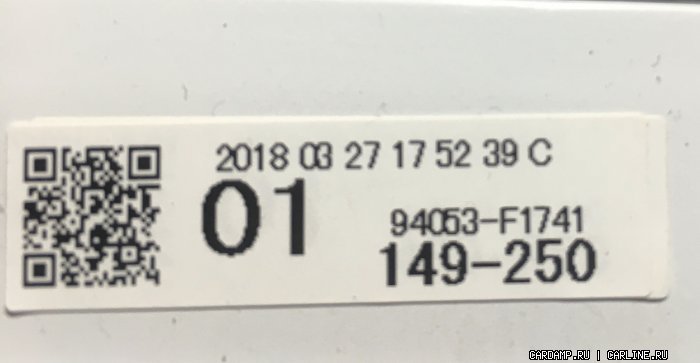 2018 03 27 17 52 39 C
01
94053-F1741
149-250
CARDAMP.RU | CARLINE.RU